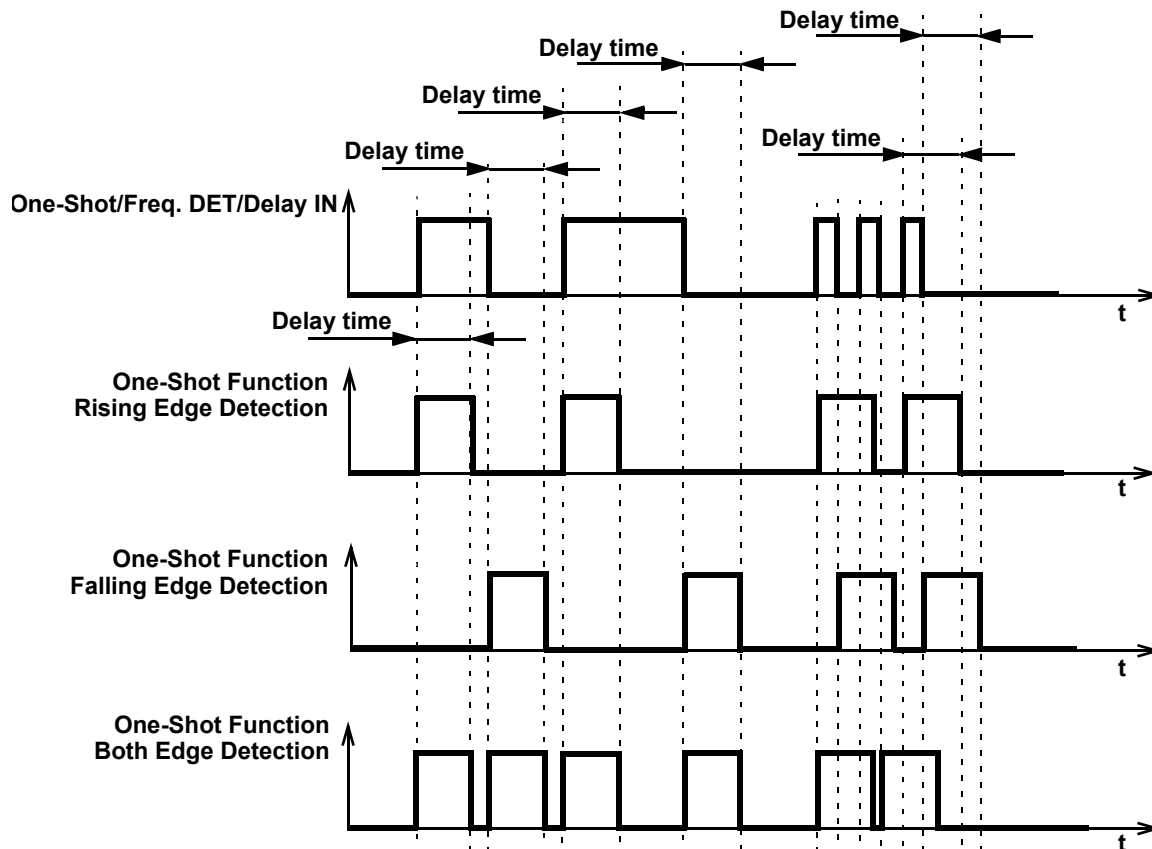 Delay time
Delay time
Delay time
Delay time
Delay time
One-Shot/Freq. DET/Delay IN
t
Delay time
One-Shot Function
Rising Edge Detection
t
One-Shot Function
Falling Edge Detection
t
One-Shot Function
Both Edge Detection
t